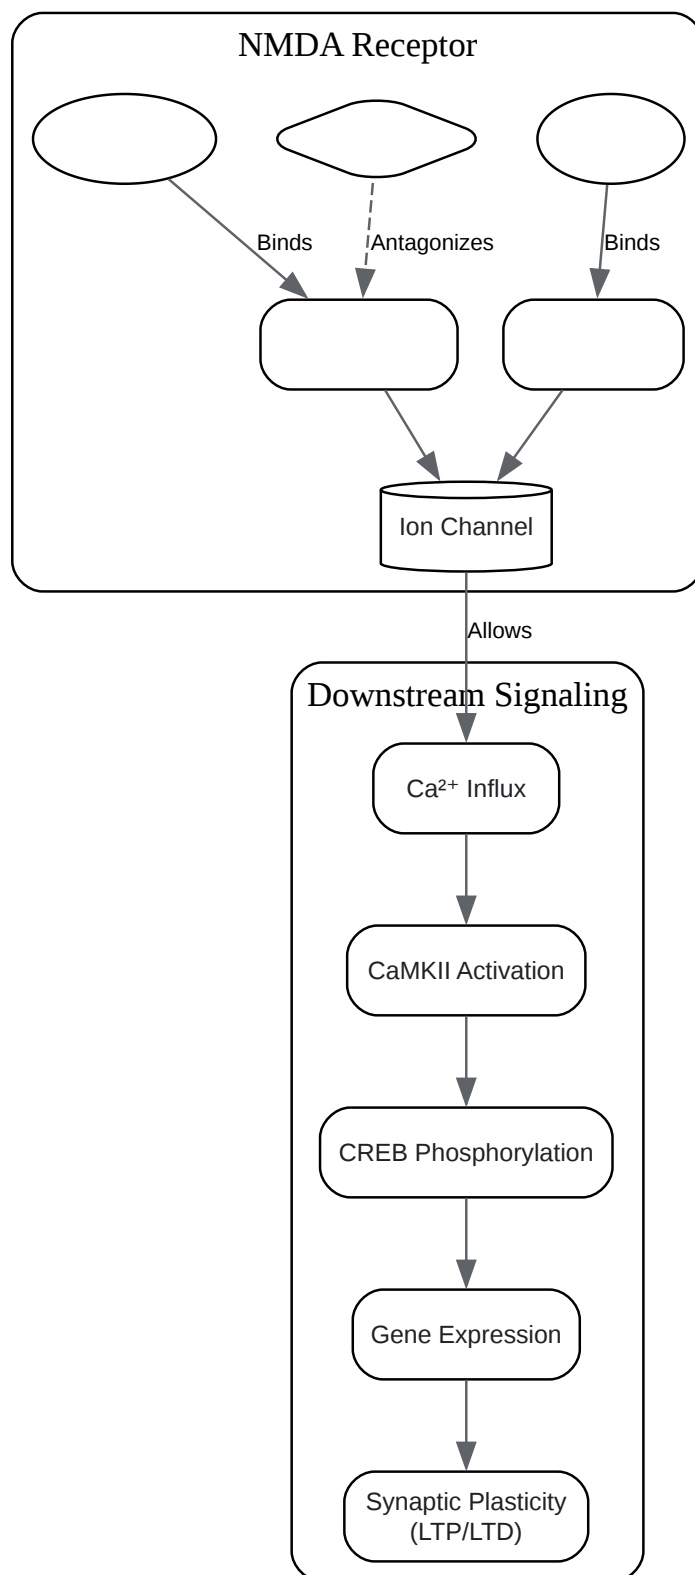 NMDA Receptor
Binds
Antagonizes
Binds
Ion Channel
Allows
Downstream Signaling
Ca²⁺ Influx
CaMKII Activation
CREB Phosphorylation
Gene Expression
Synaptic Plasticity
(LTP/LTD)